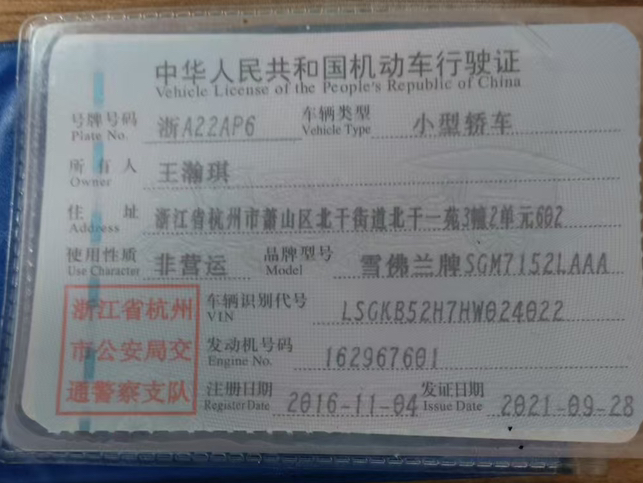 中华人民共和国机动车行驶证
Vehicle License of the People's Republic of China
号牌号码 浙A22AP6 车辆类型 小型轿车
Plate No. Vehicle Type
所有人 王瀚琪
Owner
住址 浙江省杭州市萧山区北干街道北干一苑3幢2单元602
Address
使用性质 非营运 品牌型号 雪佛兰牌SGM7152LAAA
Use Character Model
浙江省杭州 车辆识别代号 LSGKB52H7HW024022
VIN
市公安局交 发动机号码 162967601
Engine No.
通警察支队 注册日期 2016-11-04 发证日期 2021-09-28
Register Date Issue Date